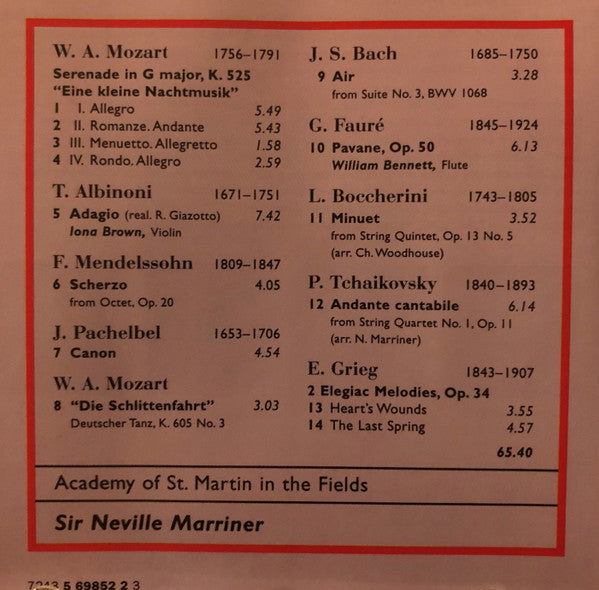 W. A. Mozart 1756–1791
Serenade in G major, K. 525
“Eine kleine Nachtmusik”
1 I. Allegro 5.49
2 II. Romanze. Andante 5.43
3 III. Menuetto. Allegretto 1.58
4 IV. Rondo. Allegro 2.59
T. Albinoni 1671–1751
5 Adagio (real. R. Giazotto) 7.42
Iona Brown, Violin
F. Mendelssohn 1809–1847
6 Scherzo 4.05
from Octet, Op. 20
J. Pachelbel 1653–1706
7 Canon 4.54
W. A. Mozart
8 “Die Schlittenfahrt” 3.03
Deutscher Tanz, K. 605 No. 3
J. S. Bach 1685–1750
9 Air 3.28
from Suite No. 3, BWV 1068
G. Fauré 1845–1924
10 Pavane, Op. 50 6.13
William Bennett, Flute
L. Boccherini 1743–1805
11 Minuet 3.52
from String Quintet, Op. 13 No. 5
(arr. Ch. Woodhouse)
P. Tchaikovsky 1840–1893
12 Andante cantabile 6.14
from String Quartet No. 1, Op. 11
(arr. N. Marriner)
E. Grieg 1843–1907
2 Elegiac Melodies, Op. 34
13 Heart’s Wounds 3.55
14 The Last Spring 4.57
65.40
Academy of St. Martin in the Fields
Sir Neville Marriner
7243 5 69852 2 3